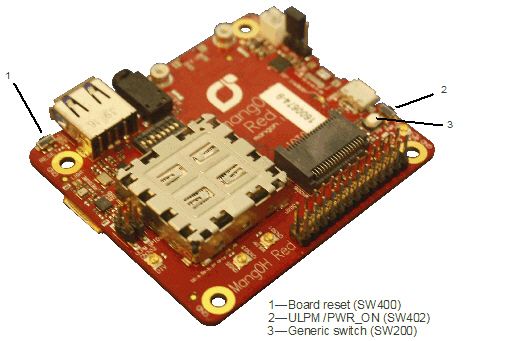 1
2
3
MangOH
Red
MangOH
MangOH Red
1—Board reset (SW400)
2—ULPM /PWR_ON (SW402)
3—Generic switch (SW200)